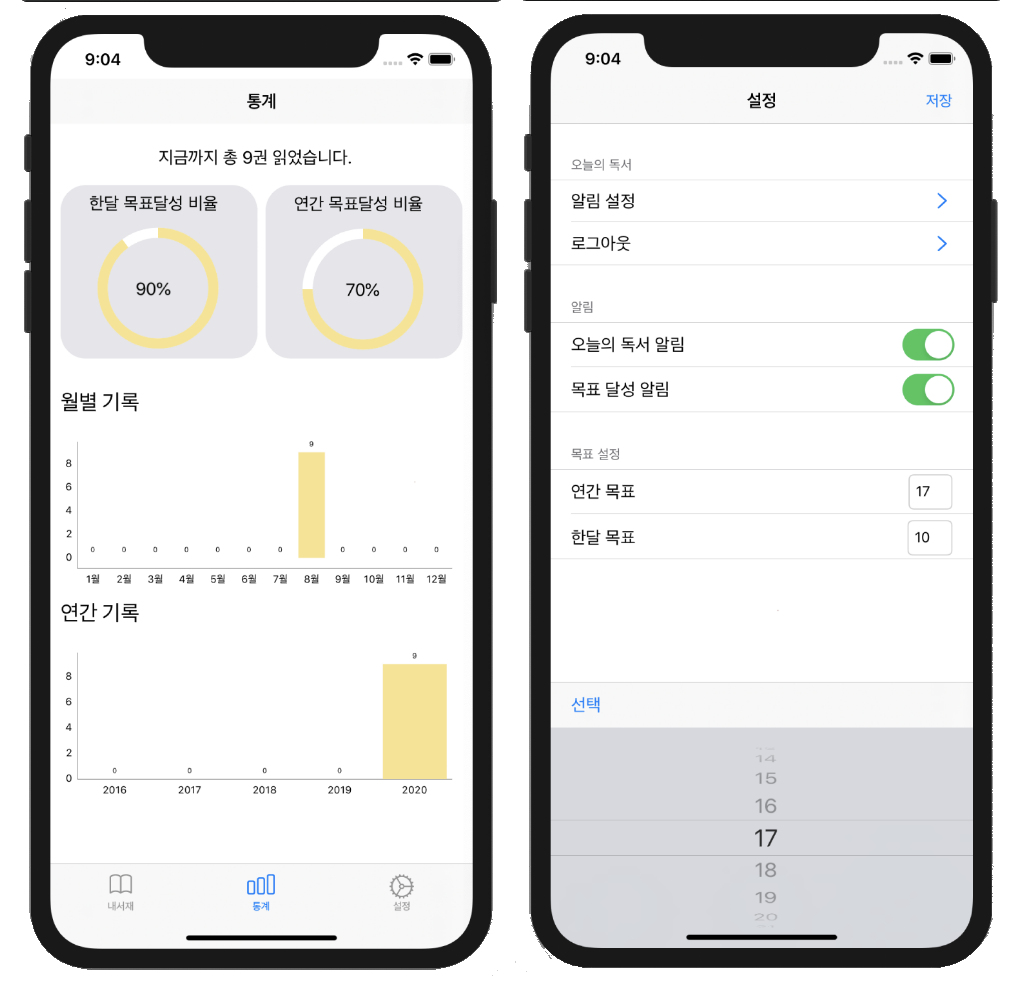 9:04
통계
지금까지 총 9권 읽었습니다.
한달 목표달성 비율
연간 목표달성 비율
90%
70%
월별 기록
9
8
6
4
2
0
0 0 0 0 0 0 0 0 0 0 0
1월 2월 3월 4월 5월 6월 7월 8월 9월 10월 11월 12월
연간 기록
9
8
6
4
2
0
0 0 0 0
2016 2017 2018 2019 2020
내서재 통계 설정
9:04
설정 저장
오늘의 독서
알림 설정
로그아웃
알림
오늘의 독서 알림
목표 달성 알림
목표 설정
연간 목표 17
한달 목표 10
선택
14
15
16
17
18
19
20